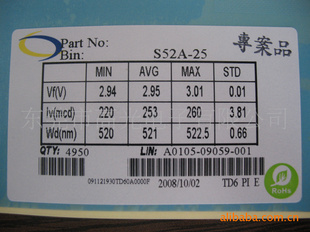 Part No:
Bin: S52A-25 專案品
MIN AVG MAX STD
Vf(V) 2.94 2.95 3.01 0.01
Iv(mcd) 220 253 260 3.81
Wd(nm) 520 521 522.5 0.66
QTY: 4950 LIN: A0105-09059-001
091121930TD60A0000F 2008/10/02 TD6 PI E
RoHS